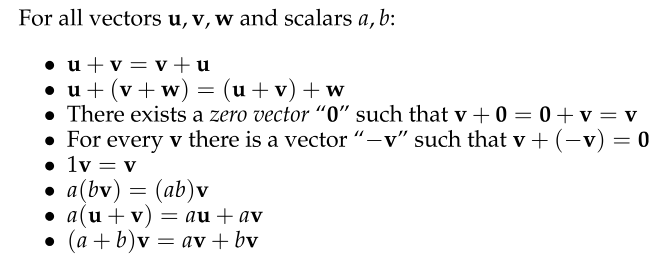 For all vectors u, v, w and scalars a, b:
• u + v = v + u
• u + (v + w) = (u + v) + w
• There exists a zero vector “0” such that v + 0 = 0 + v = v
• For every v there is a vector “−v” such that v + (−v) = 0
• 1v = v
• a(bv) = (ab)v
• a(u + v) = au + av
• (a + b)v = av + bv